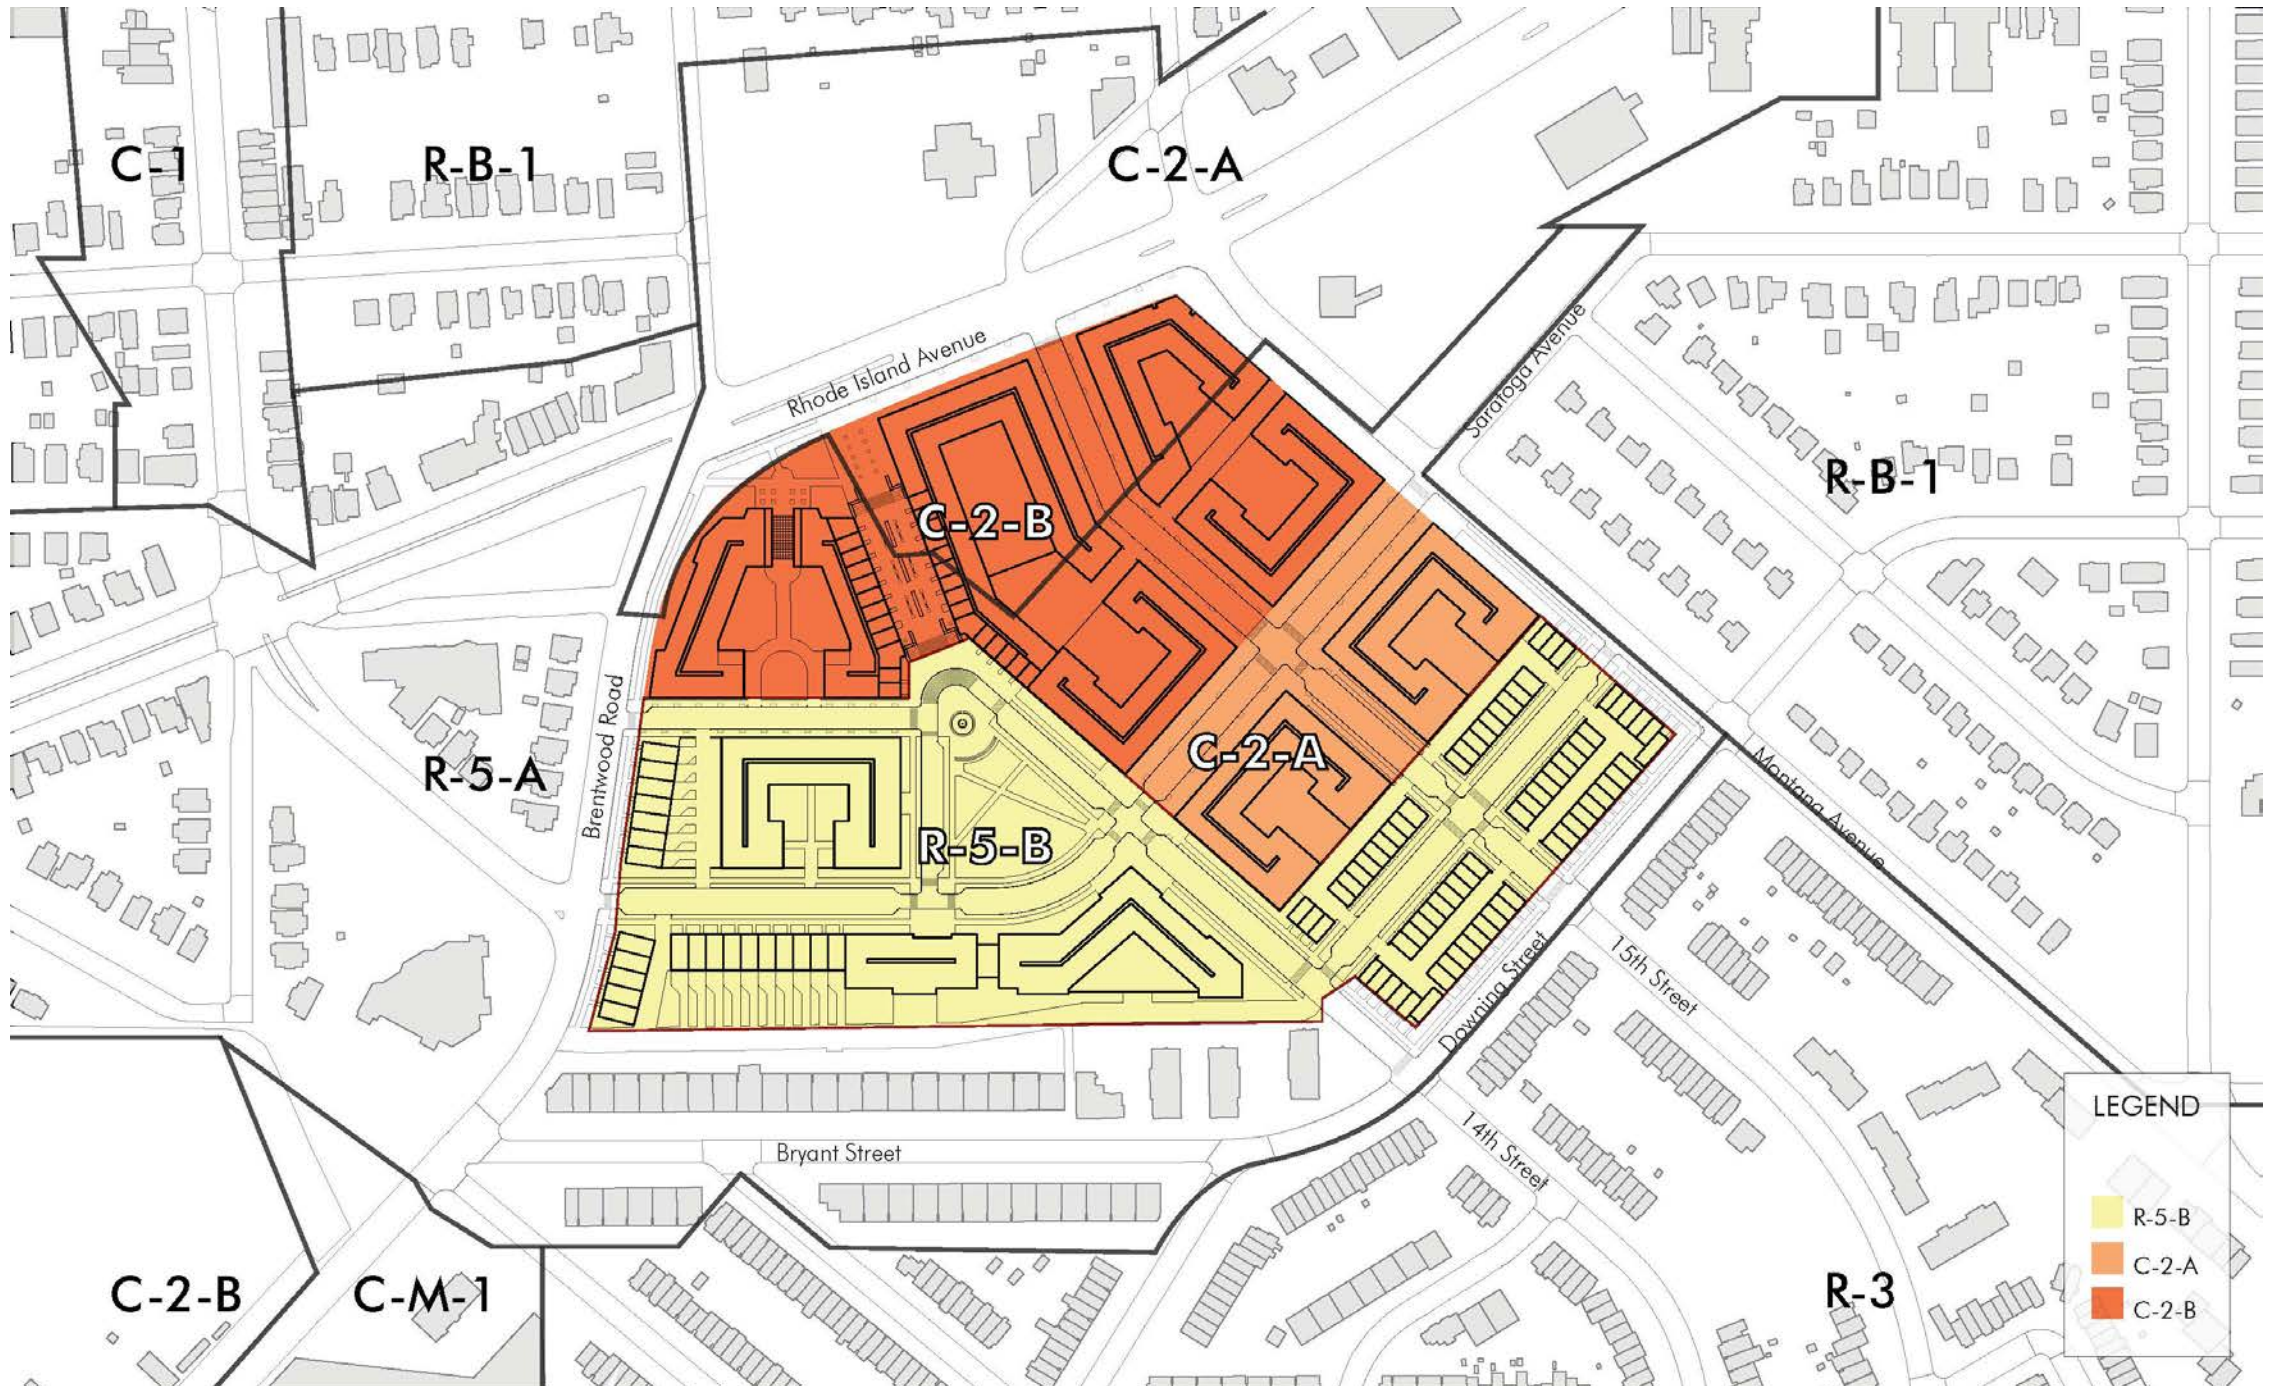 C-1
R-B-1
C-2-A
Rhode Island Avenue
Saratoga Avenue
R-B-1
C-2-B
Brentwood Road
R-5-A
C-2-A
Montana Avenue
R-5-B
15th Street
Downing Street
LEGEND
14th Street
Bryant Street
R-5-B
C-2-A
C-2-B
C-2-B
C-M-1
R-3